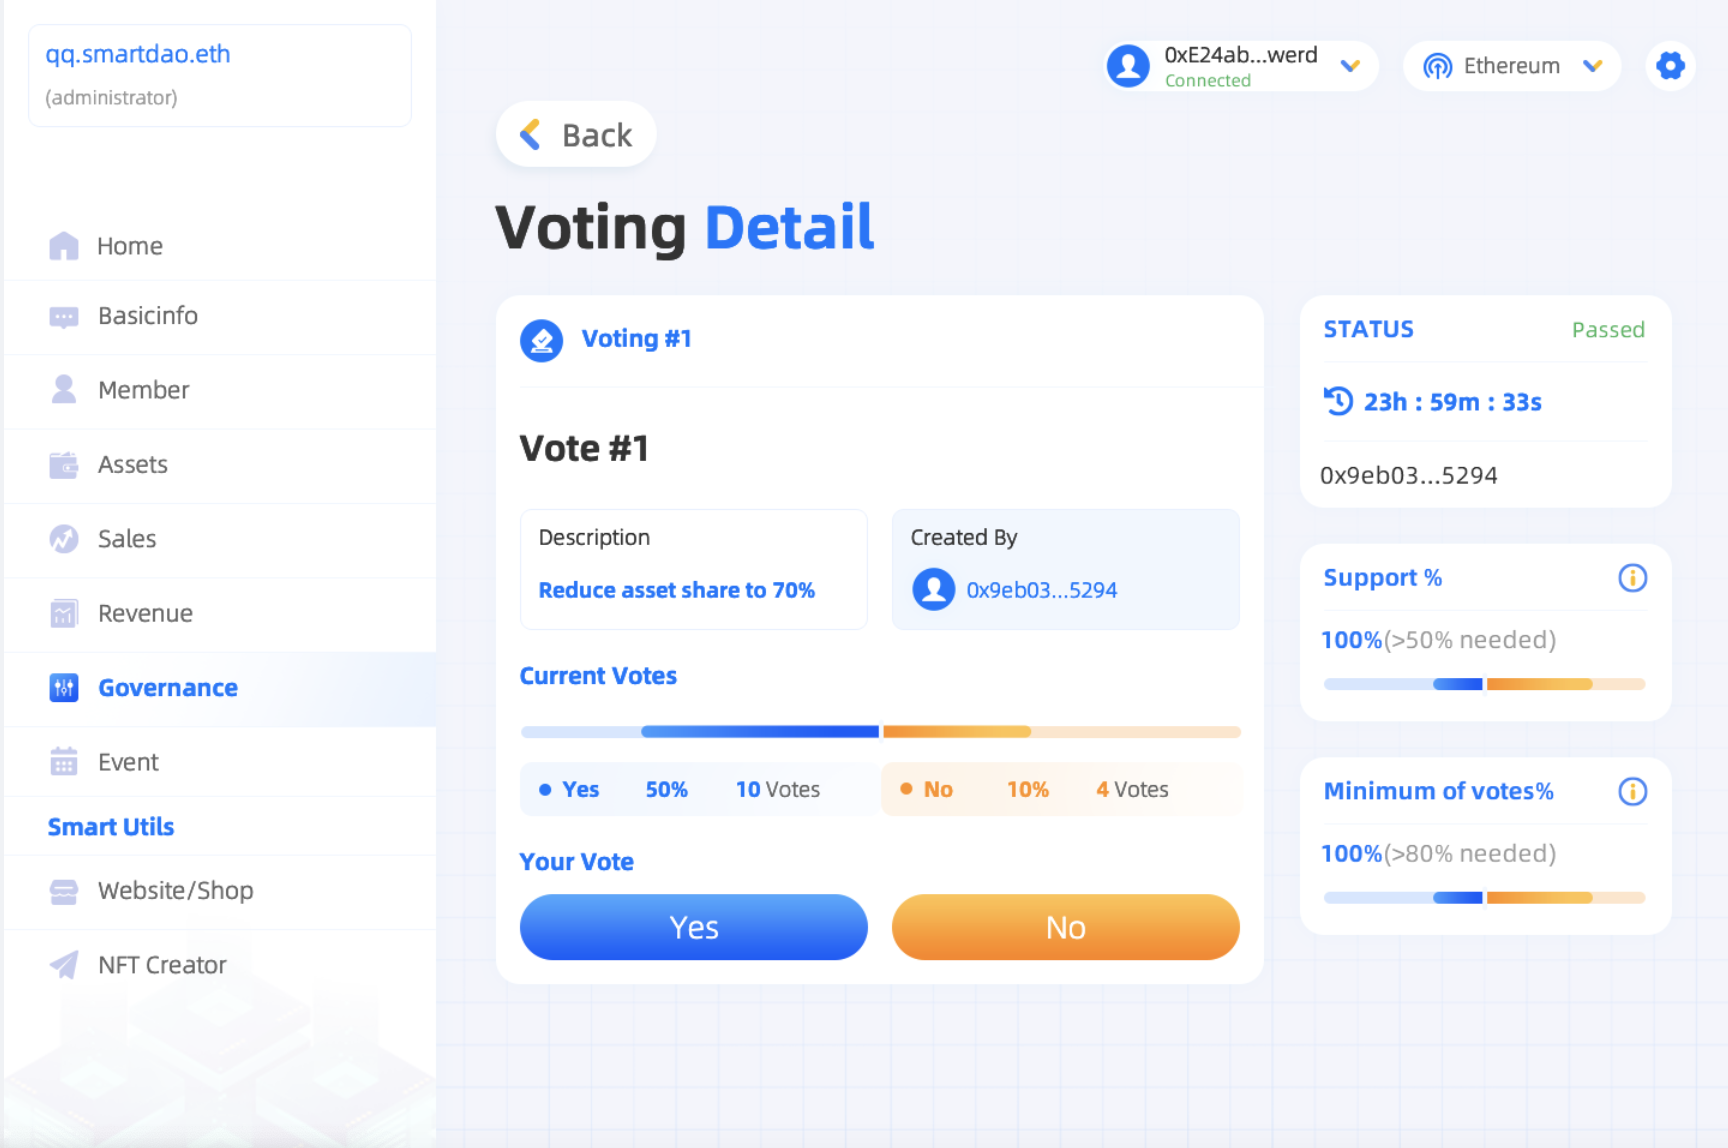 qq.smartdao.eth
(administrator)
Home
Basicinfo
Member
Assets
Sales
Revenue
Governance
Event
Smart Utils
Website/Shop
NFT Creator
0xE24ab...werd
Connected
Ethereum
Back
Voting Detail
Voting #1
Vote #1
Description
Reduce asset share to 70%
Created By
0x9eb03...5294
Current Votes
Yes 50% 10 Votes
No 10% 4 Votes
Your Vote
Yes
No
STATUS Passed
23h : 59m : 33s
0x9eb03...5294
Support %
100%(>50% needed)
Minimum of votes%
100%(>80% needed)